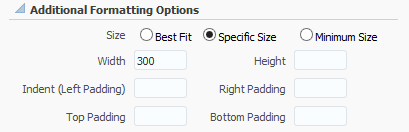 Additional Formatting Options
Size Best Fit Specific Size Minimum Size
Width 300 Height
Indent (Left Padding) Right Padding
Top Padding Bottom Padding